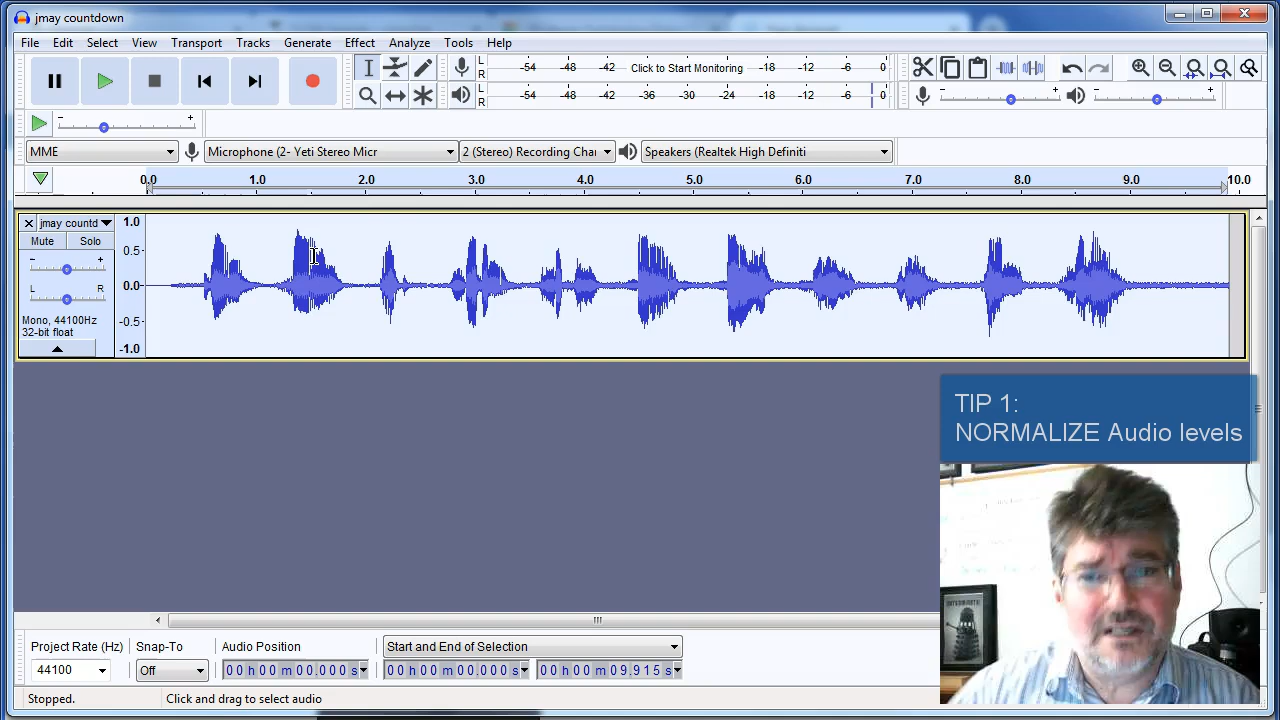 jmay countdown
File Edit Select View Transport Tracks Generate Effect Analyze Tools Help
L R -54 -48 -42 Click to Start Monitoring -18 -12 -6 0
L R -54 -48 -42 -36 -30 -24 -18 -12 -6 0
- +
- +
- +
MME Microphone (2- Yeti Stereo Micr 2 (Stereo) Recording Char Speakers (Realtek High Definiti
0.0 1.0 2.0 3.0 4.0 5.0 6.0 7.0 8.0 9.0 10.0
jmay countd
Mute Solo
- +
L R
Mono, 44100Hz
32-bit float
1.0
0.5
0.0
-0.5
-1.0
TIP 1:
NORMALIZE Audio levels
Project Rate (Hz) Snap-To Audio Position Start and End of Selection
44100 Off 00 h 00 m 00.000 s 00 h 00 m 00.000 s 00 h 00 m 09.915 s
Stopped. Click and drag to select audio